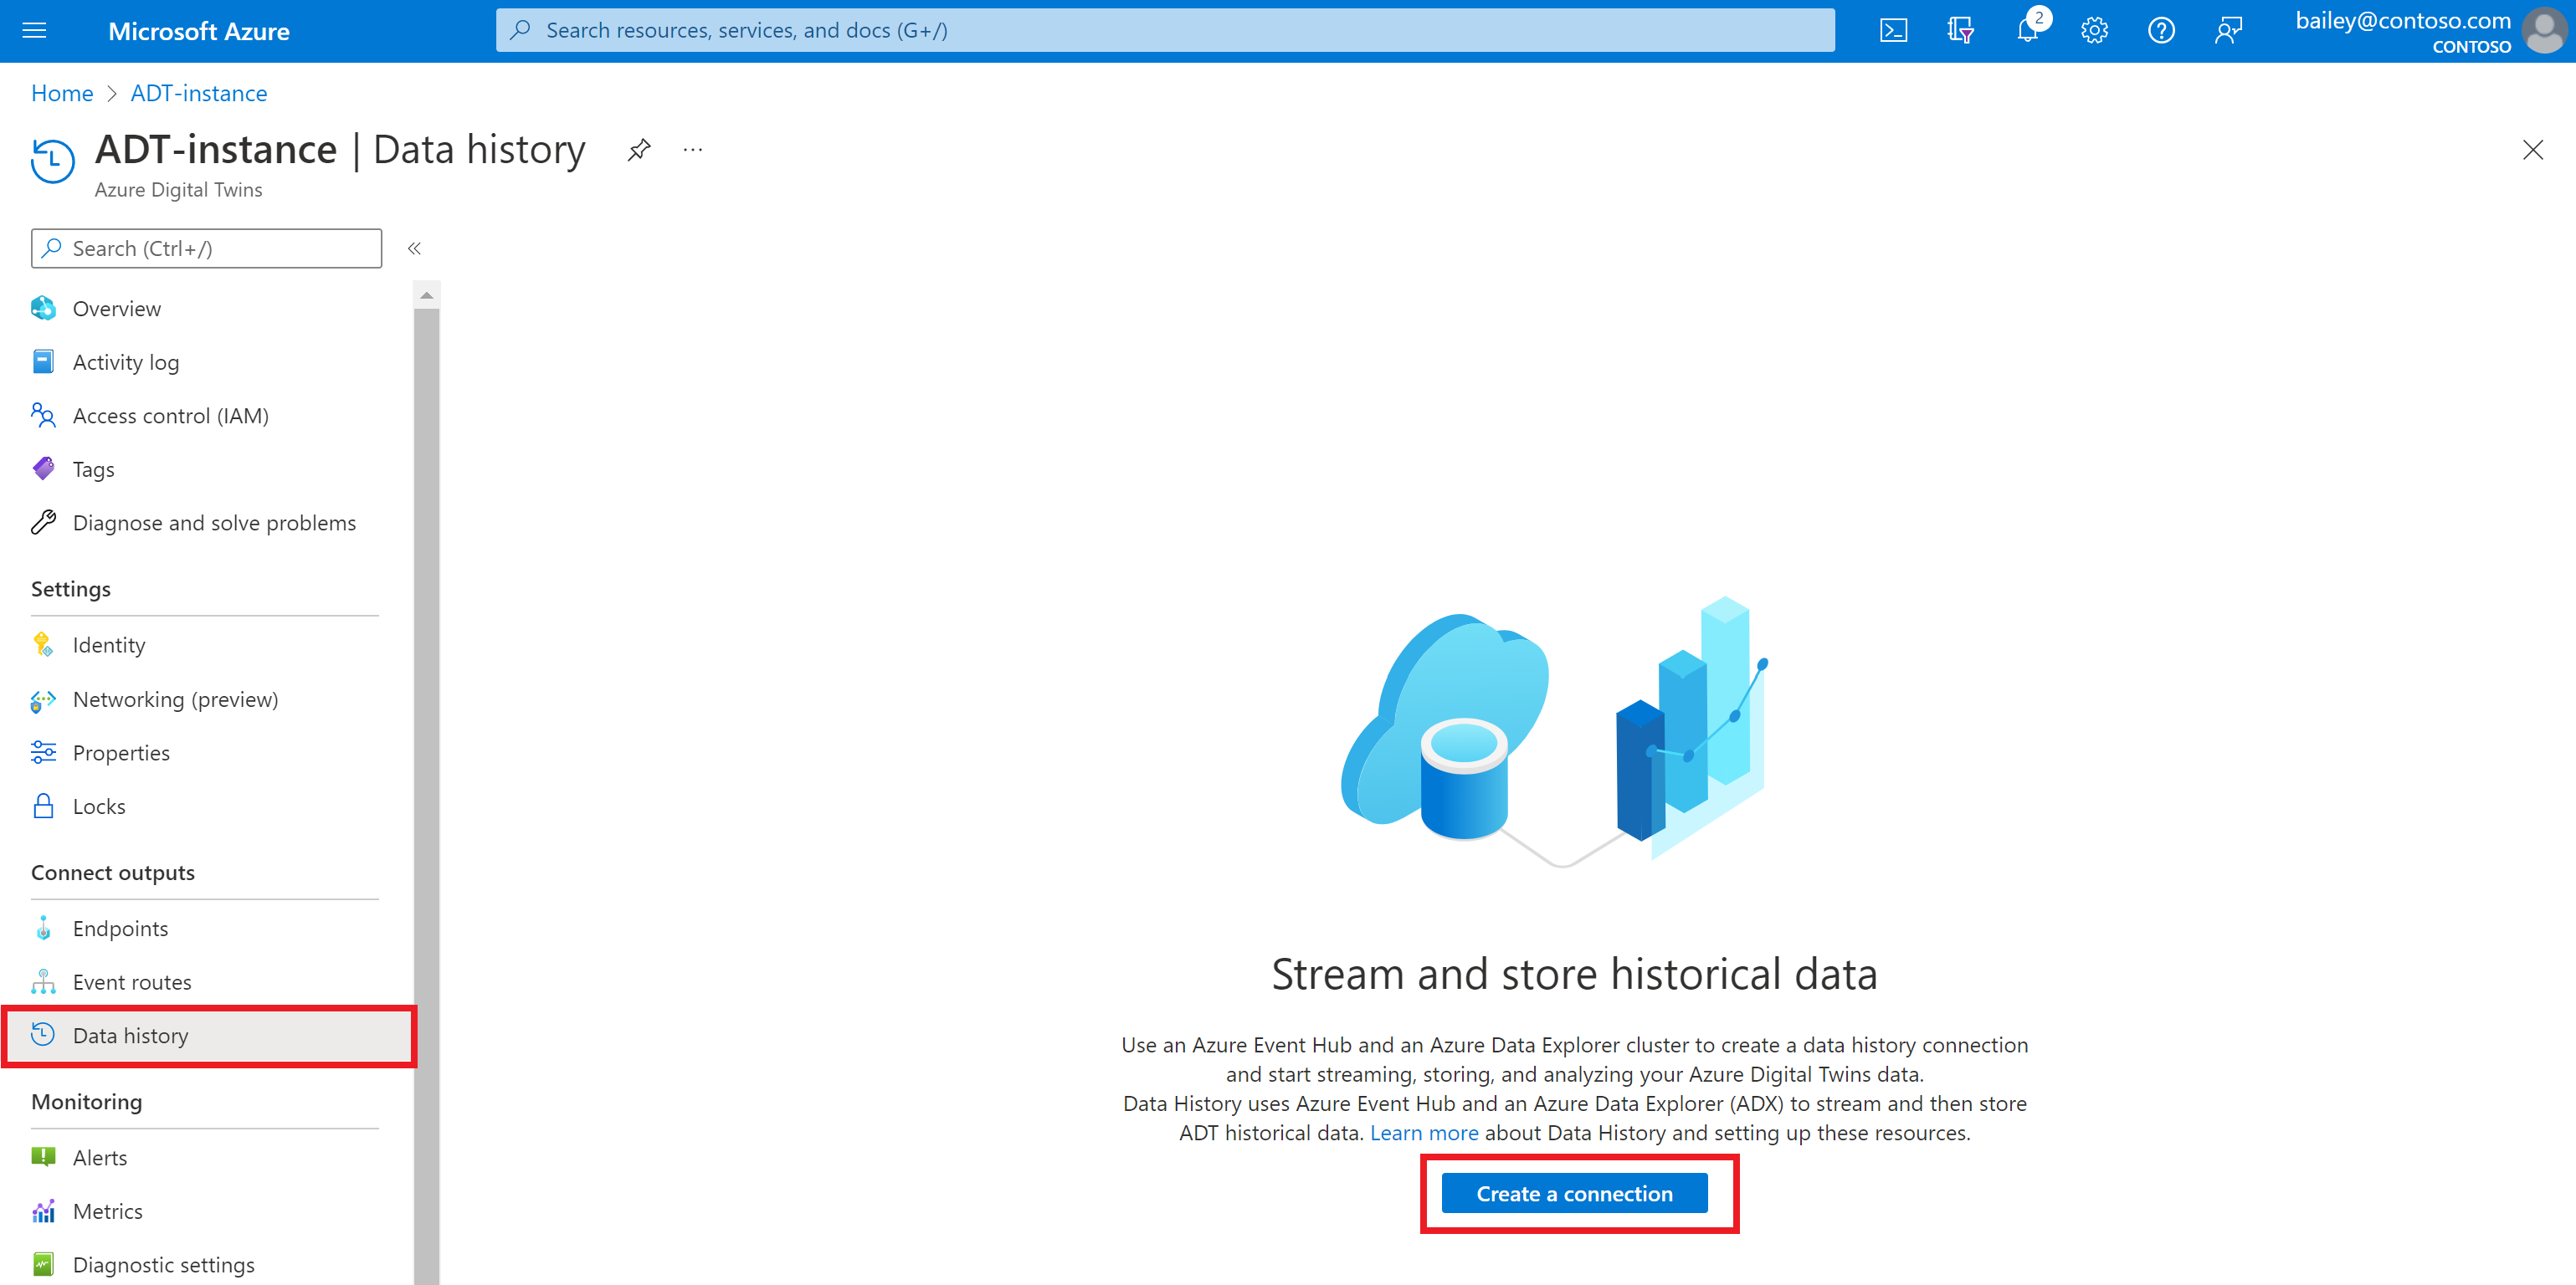 Microsoft Azure
Search resources, services, and docs (G+/)
2
bailey@contoso.com
CONTOSO
Home > ADT-instance
ADT-instance | Data history
···
Azure Digital Twins
Search (Ctrl+/)
«
Overview
Activity log
Access control (IAM)
Tags
Diagnose and solve problems
Settings
Identity
Networking (preview)
Properties
Locks
Connect outputs
Endpoints
Event routes
Data history
Monitoring
Alerts
Metrics
Diagnostic settings
Stream and store historical data
Use an Azure Event Hub and an Azure Data Explorer cluster to create a data history connection
and start streaming, storing, and analyzing your Azure Digital Twins data.
Data History uses Azure Event Hub and an Azure Data Explorer (ADX) to stream and then store
ADT historical data. Learn more about Data History and setting up these resources.
Create a connection